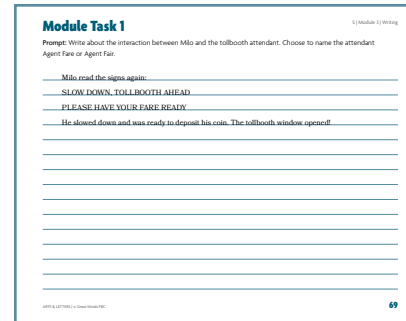 Module Task 1
5 | Module 3 | Writing
Prompt: Write about the interaction between Milo and the tollbooth attendant. Choose to name the attendant
Agent Fare or Agent Fair.
Milo read the signs again:
SLOW DOWN, TOLLBOOTH AHEAD
PLEASE HAVE YOUR FARE READY
He slowed down and was ready to deposit his coin. The tollbooth window opened!
ARTS & LETTERS | © Great Minds PBC
69